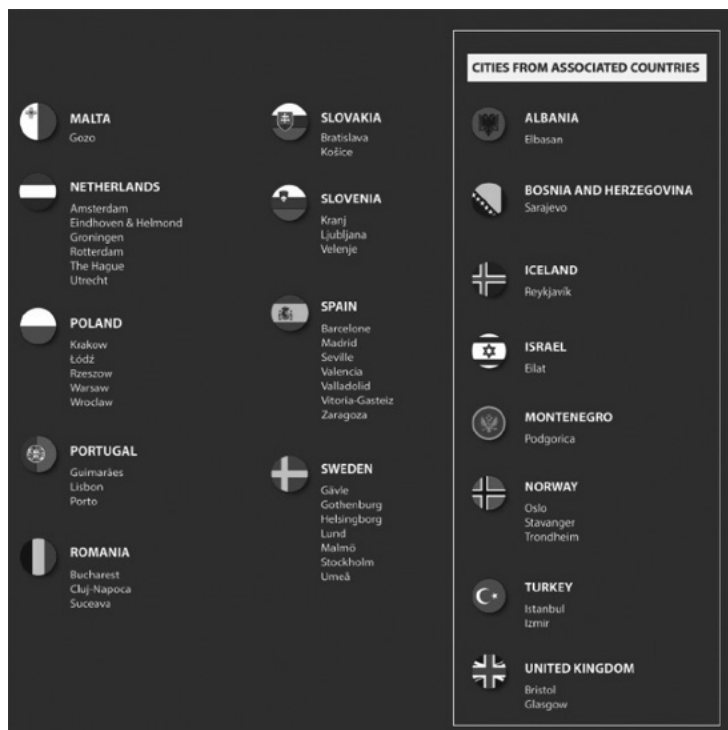 MALTA
Gozo
NETHERLANDS
Amsterdam
Eindhoven & Helmond
Groningen
Rotterdam
The Hague
Utrecht
POLAND
Krakow
Łódź
Rzeszow
Warsaw
Wroclaw
PORTUGAL
Guimarães
Lisbon
Porto
ROMANIA
Bucharest
Cluj-Napoca
Suceava
SLOVAKIA
Bratislava
Košice
SLOVENIA
Kranj
Ljubljana
Velenje
SPAIN
Barcelone
Madrid
Seville
Valencia
Valladolid
Vitoria-Gasteiz
Zaragoza
SWEDEN
Gävle
Gothenburg
Helsingborg
Lund
Malmö
Stockholm
Umeå
CITIES FROM ASSOCIATED COUNTRIES
ALBANIA
Elbasan
BOSNIA AND HERZEGOVINA
Sarajevo
ICELAND
Reykjavík
ISRAEL
Eilat
MONTENEGRO
Podgorica
NORWAY
Oslo
Stavanger
Trondheim
TURKEY
Istanbul
Izmir
UNITED KINGDOM
Bristol
Glasgow